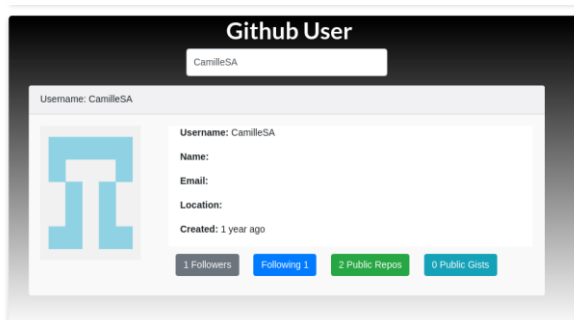 Github User
CamilleSA
Username: CamilleSA
Username: CamilleSA
Name:
Email:
Location:
Created: 1 year ago
1 Followers
Following 1
2 Public Repos
0 Public Gists